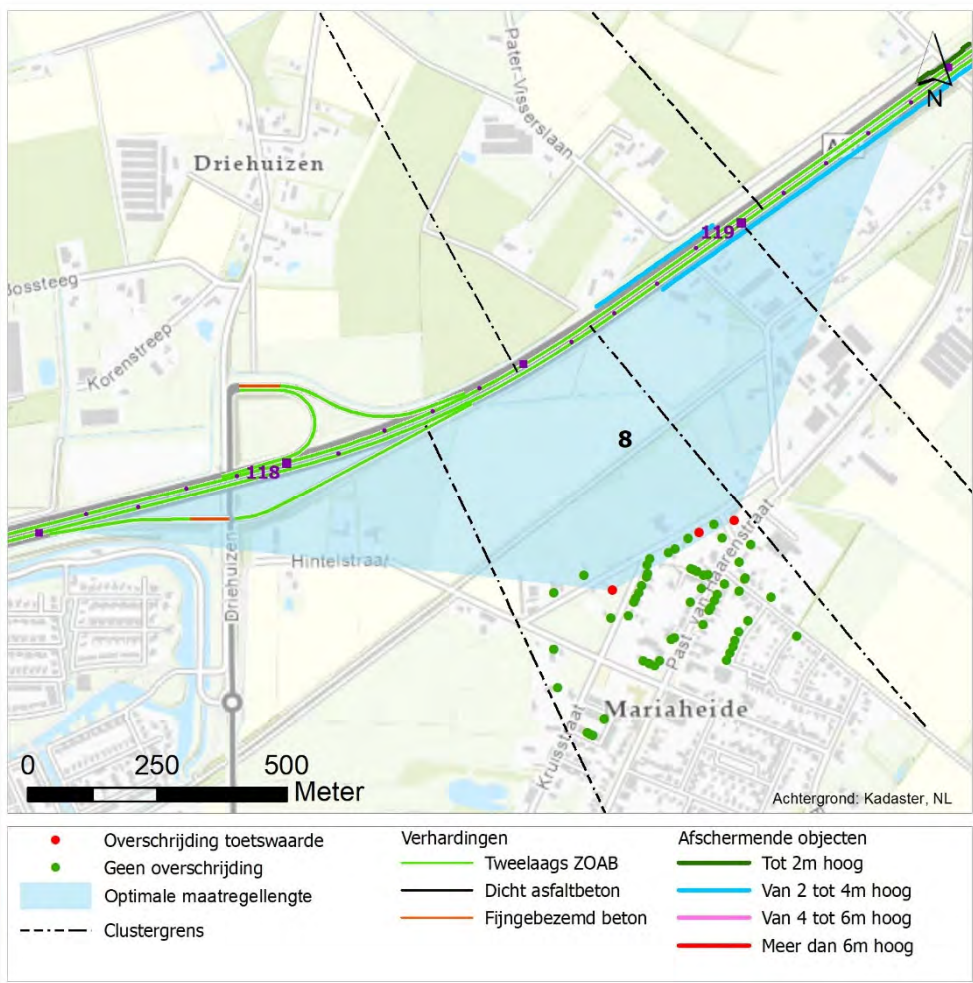 Pater-Visserslaan
N
Driehuizen
119
Bossteeg
Korenstreep
8
118
Driehuizen
Hintelstraat
Past. van Haarenstraat
Mariaheide
Kruisstraat
0 250 500
Meter
Achtergrond: Kadaster, NL
Overschrijding toetswaarde
Geen overschrijding
Optimale maatregellengte
Clustergrens
Verhardingen
Tweelaags ZOAB
Dicht asfaltbeton
Fijngebezemd beton
Afschermende objecten
Tot 2m hoog
Van 2 tot 4m hoog
Van 4 tot 6m hoog
Meer dan 6m hoog